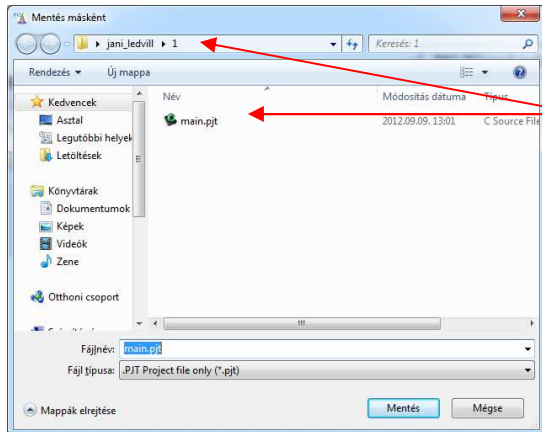 Mentés másként
jani_ledvill ▸ 1
Keresés: 1
Rendezés
Új mappa
Kedvencek
Asztal
Legutóbbi helyek
Letöltések
Könyvtárak
Dokumentumok
Képek
Videók
Zene
Otthoni csoport
Név
Módosítás dátuma
Típus
main.pjt
2012.09.09. 13:01
C Source File
Fájlnév:
main.pjt
Fájl típusa:
.PJT Project file only (*.pjt)
Mappák elrejtése
Mentés
Mégse